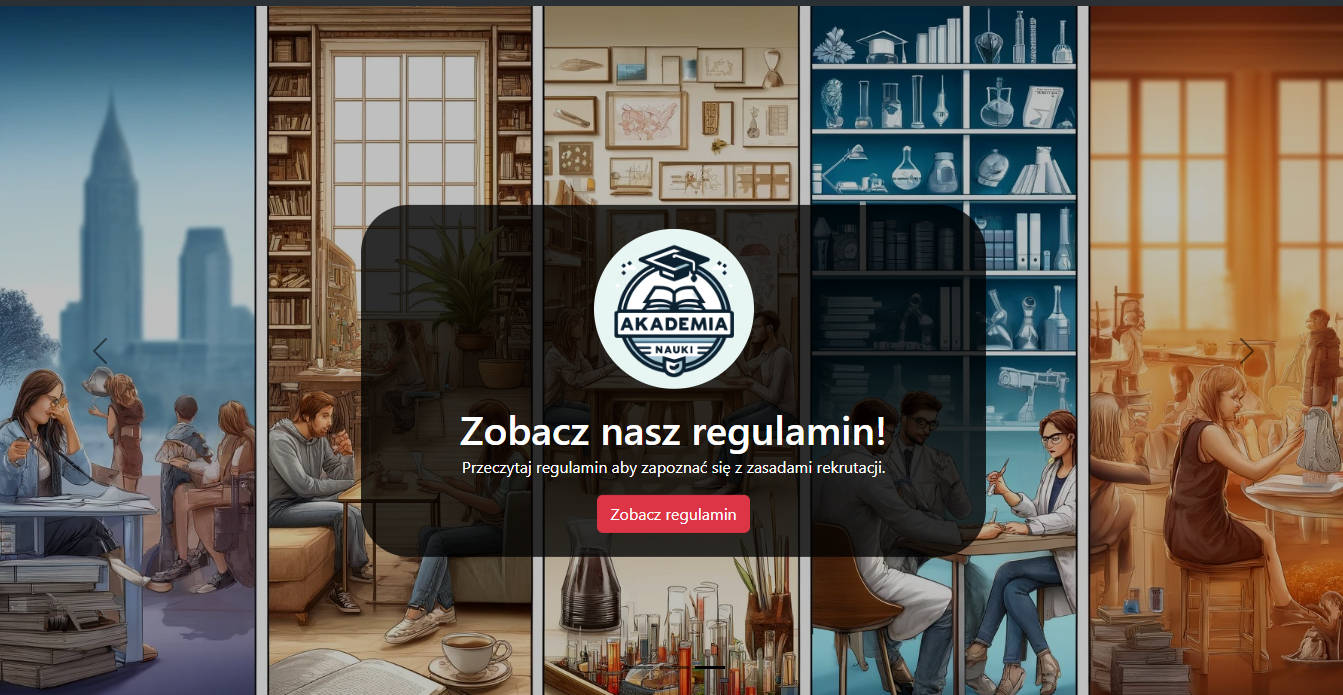 AKADEMIA
NAUKI
Zobacz nasz regulamin!
Przeczytaj regulamin aby zapoznać się z zasadami rekrutacji.
Zobacz regulamin